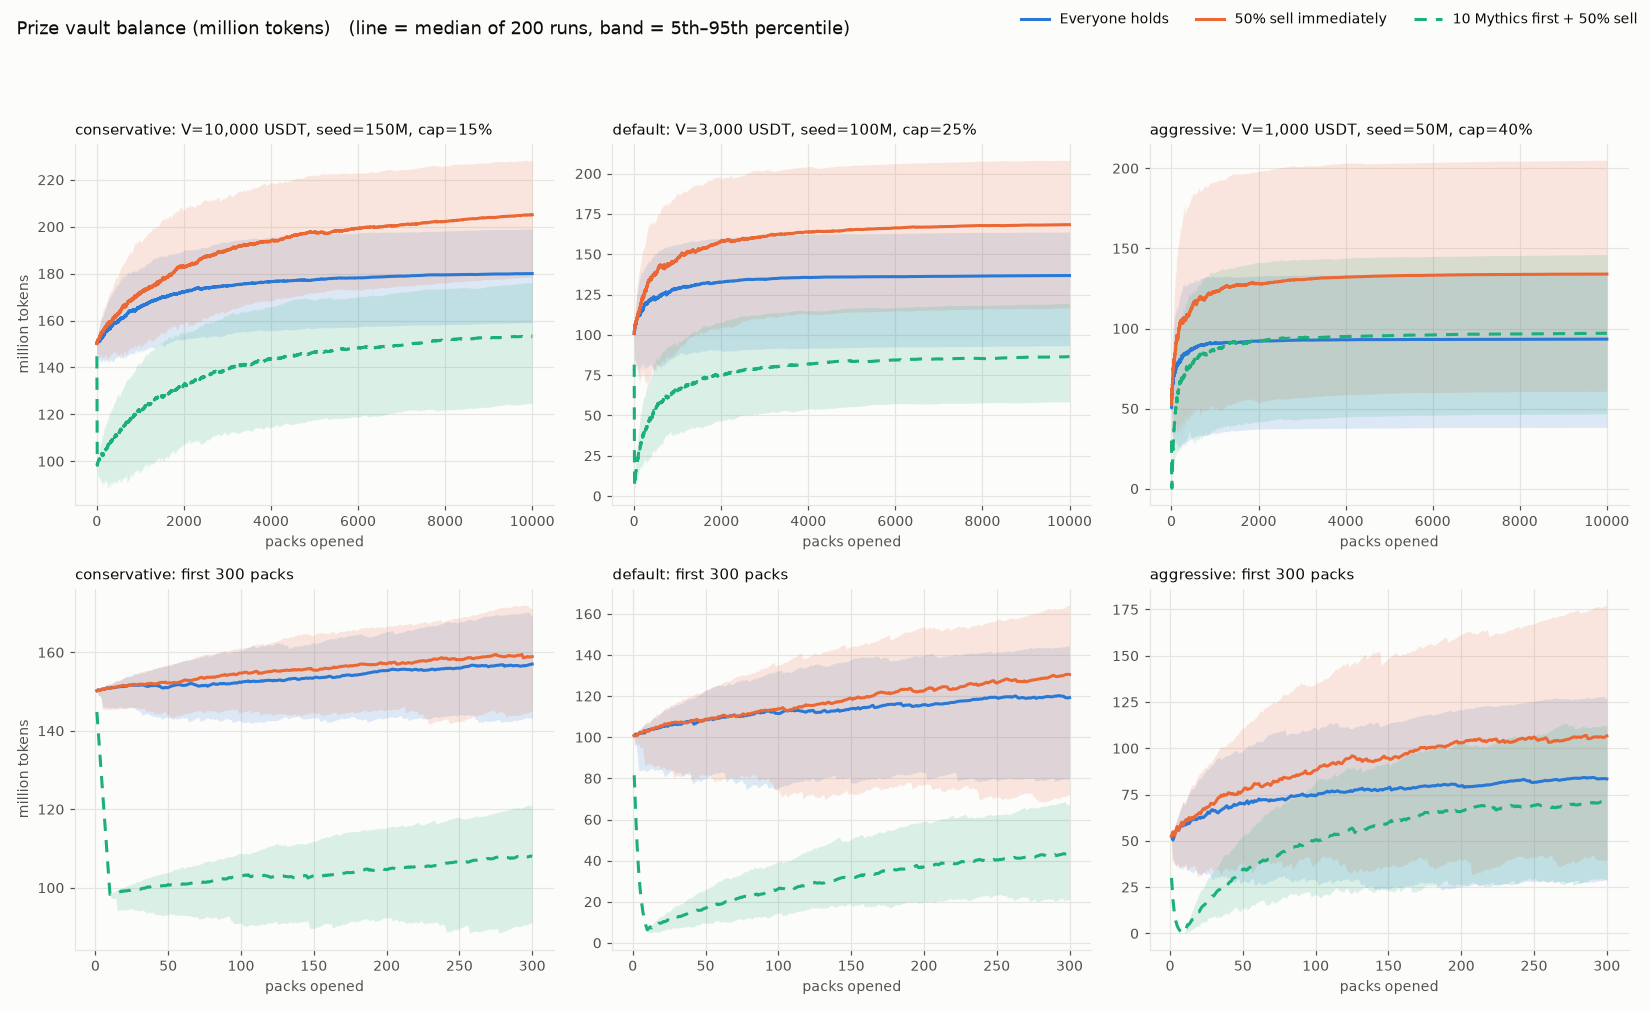 Prize vault balance (million tokens)   (line = median of 200 runs, band = 5th–95th percentile)
Everyone holds
50% sell immediately
10 Mythics first + 50% sell
conservative: V=10,000 USDT, seed=150M, cap=15%
million tokens
220
200
180
160
140
120
100
0 2000 4000 6000 8000 10000
packs opened
default: V=3,000 USDT, seed=100M, cap=25%
200
175
150
125
100
75
50
25
0
0 2000 4000 6000 8000 10000
packs opened
aggressive: V=1,000 USDT, seed=50M, cap=40%
200
150
100
50
0
0 2000 4000 6000 8000 10000
packs opened
conservative: first 300 packs
million tokens
160
140
120
100
0 50 100 150 200 250 300
packs opened
default: first 300 packs
160
140
120
100
80
60
40
20
0
0 50 100 150 200 250 300
packs opened
aggressive: first 300 packs
175
150
125
100
75
50
25
0
0 50 100 150 200 250 300
packs opened